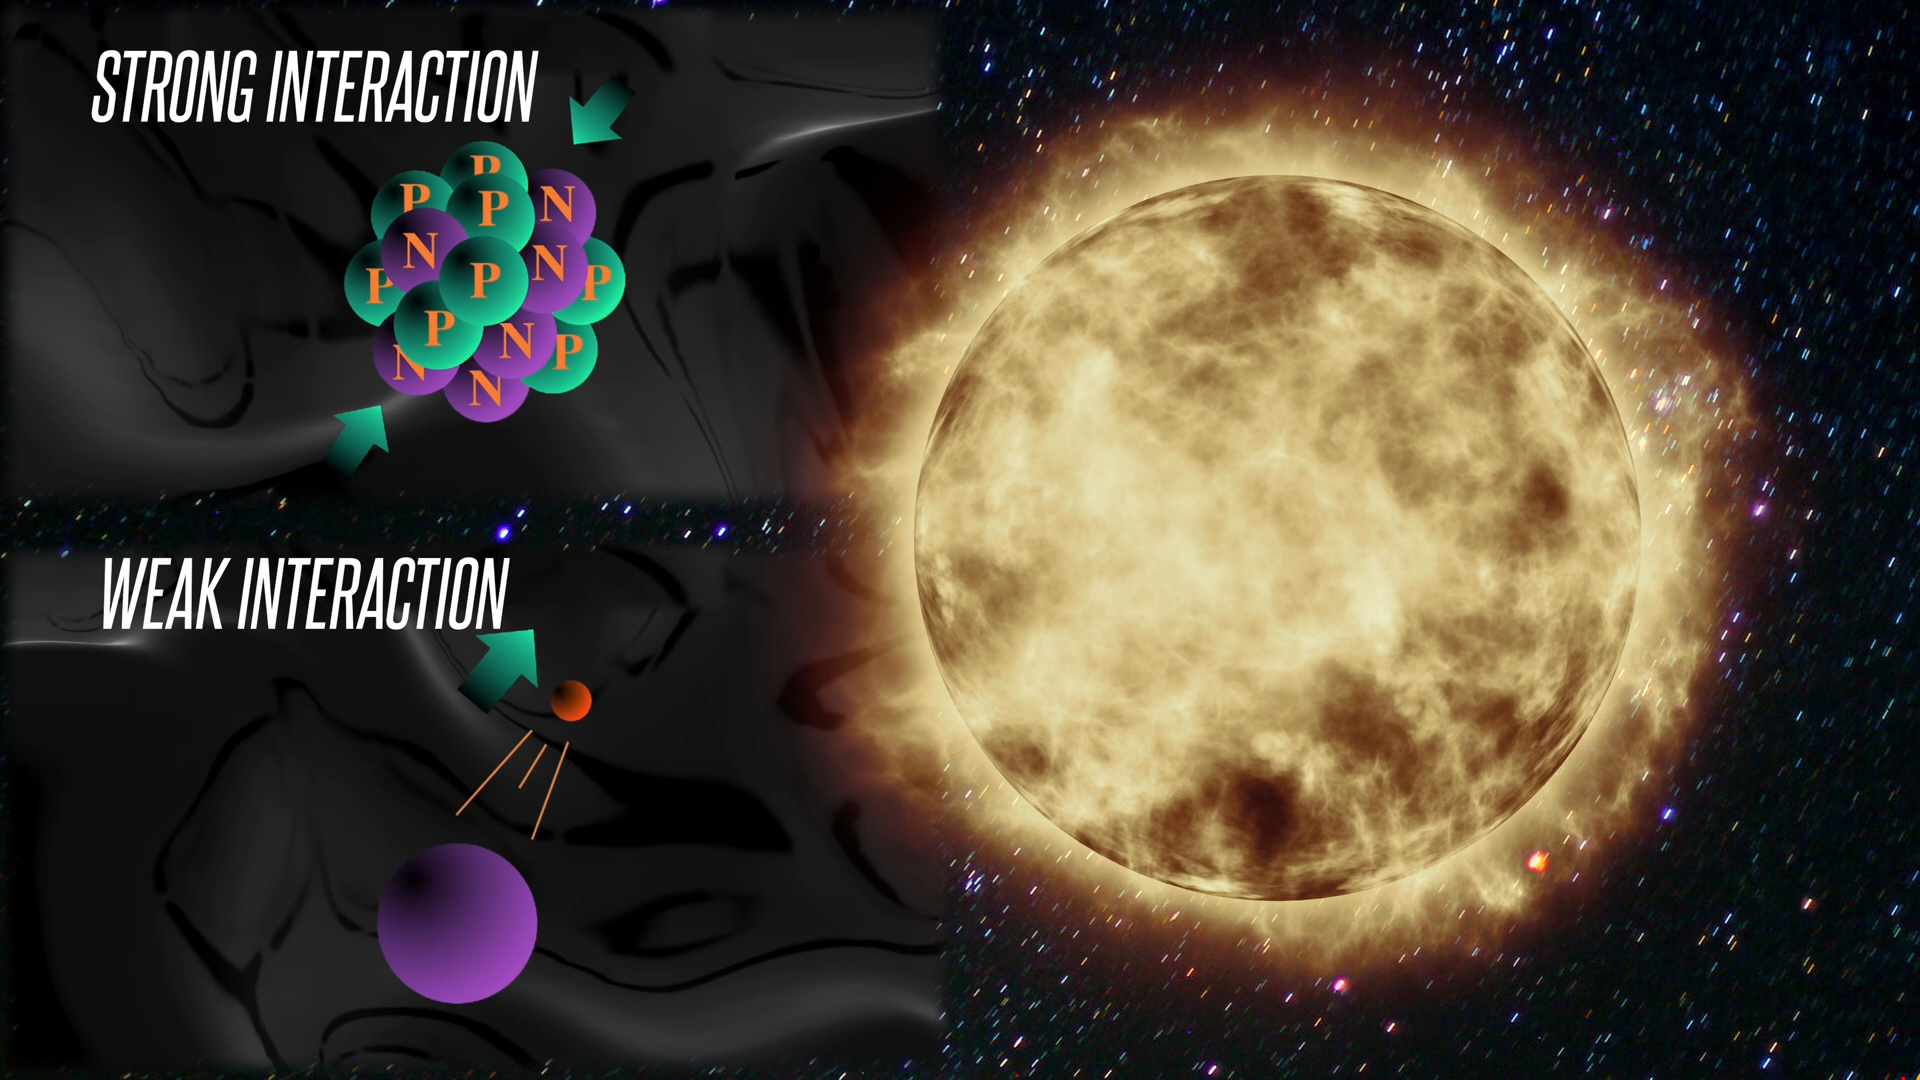 STRONG INTERACTION
P
P P N
N N
P P P
P N P
N
N
WEAK INTERACTION